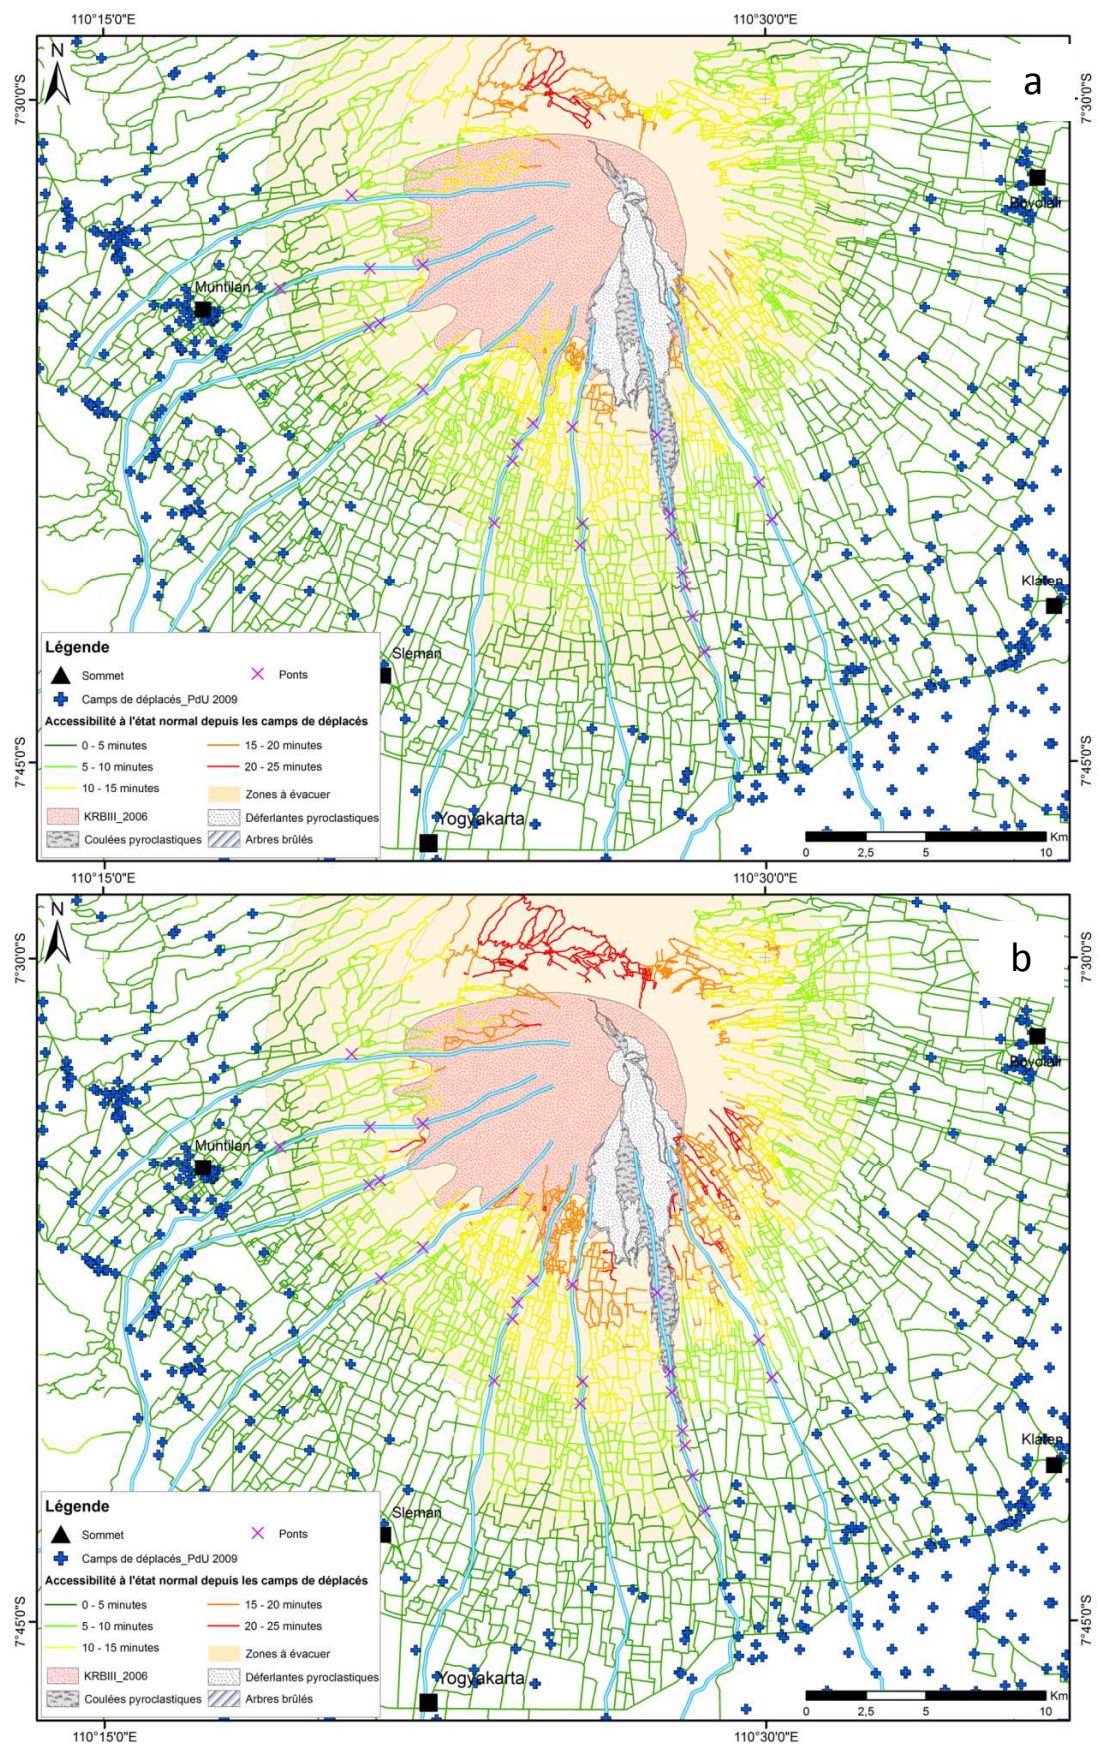 110°15'0"E
110°30'0"E
N
a
7°30'0"S
7°30'0"S
Boyolali
Muntilan
Klaten
Légende
Sleman
Sommet
Ponts
Camps de déplacés_PdU 2009
Accessibilité à l'état normal depuis les camps de déplacés
0 - 5 minutes
15 - 20 minutes
5 - 10 minutes
20 - 25 minutes
10 - 15 minutes
Zones à évacuer
KRBIII_2006
Déferlantes pyroclastiques
Coulées pyroclastiques
Arbres brûlés
7°45'0"S
7°45'0"S
Yogyakarta
Km
0
2,5
5
10
110°15'0"E
110°30'0"E
N
b
7°30'0"S
7°30'0"S
Boyolali
Muntilan
Klaten
Légende
Sleman
Sommet
Ponts
Camps de déplacés_PdU 2009
Accessibilité à l'état normal depuis les camps de déplacés
0 - 5 minutes
15 - 20 minutes
5 - 10 minutes
20 - 25 minutes
10 - 15 minutes
Zones à évacuer
KRBIII_2006
Déferlantes pyroclastiques
Coulées pyroclastiques
Arbres brûlés
7°45'0"S
7°45'0"S
Yogyakarta
Km
0
2,5
5
10
110°15'0"E
110°30'0"E